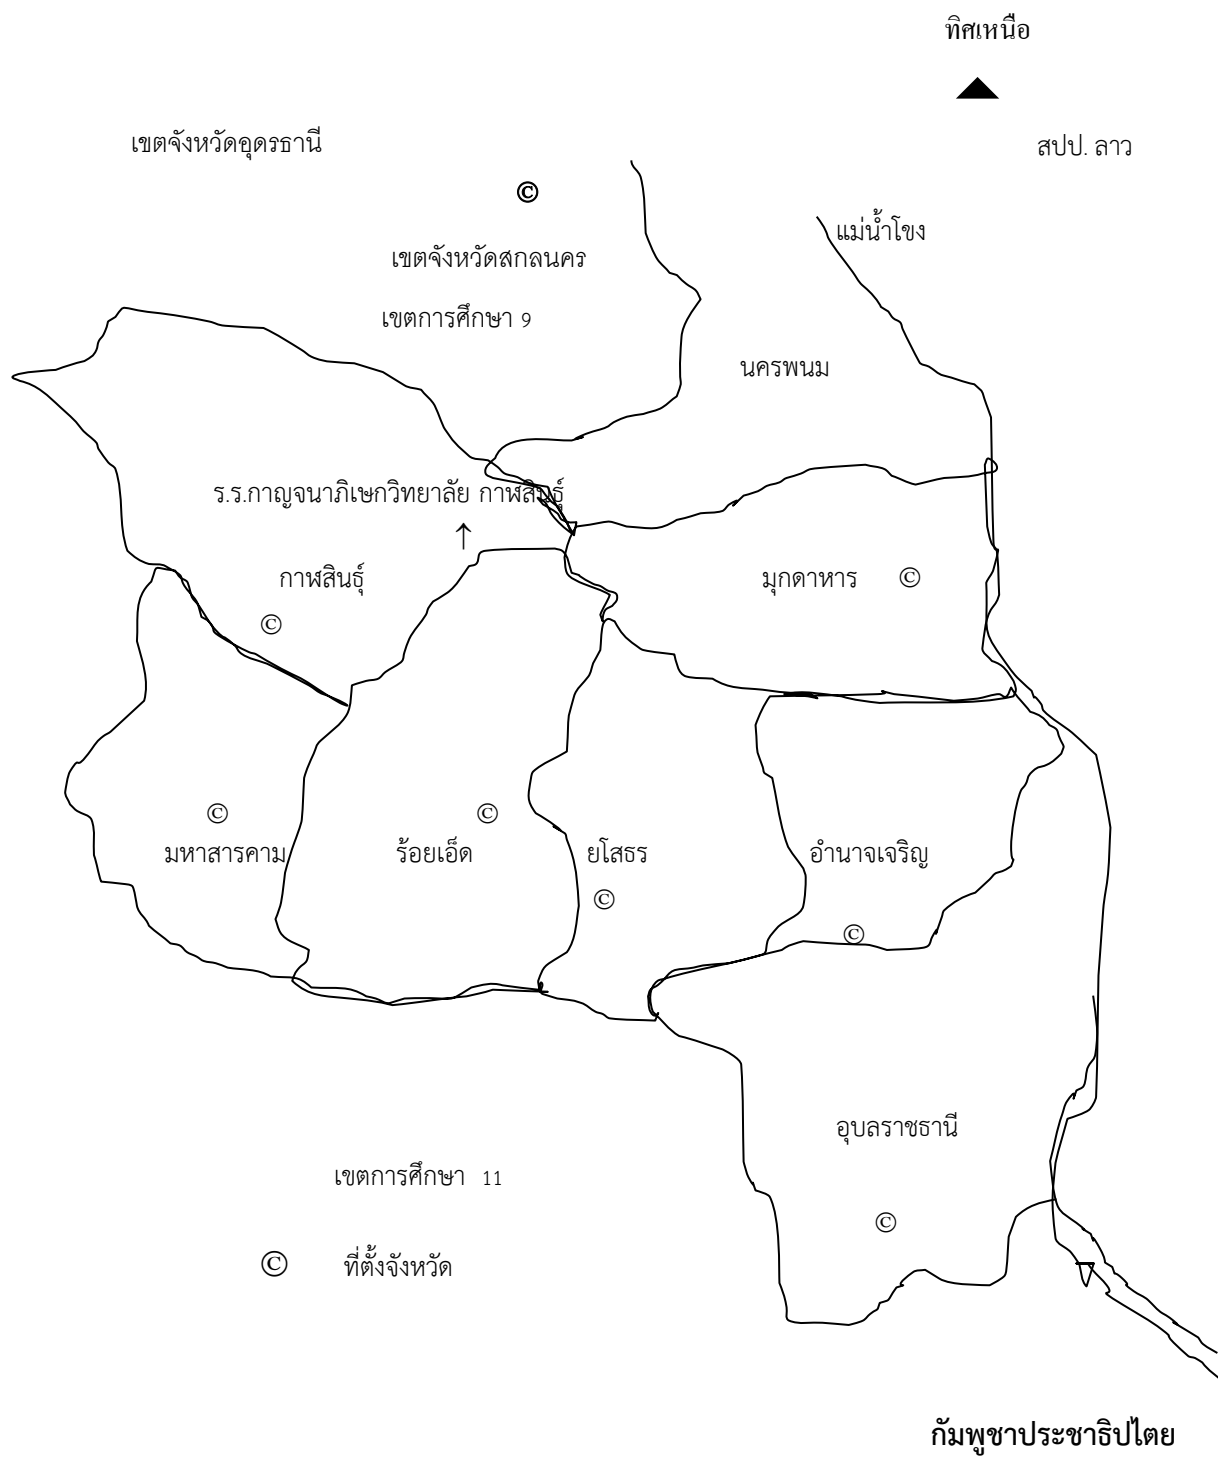 ทิศเหนือ
เขตจังหวัดอุดรธานี
สปป. ลาว
©
แม่น้ำโขง
เขตจังหวัดสกลนคร
เขตการศึกษา 9
นครพนม
ร.ร.กาญจนาภิเษกวิทยาลัย กาฬสินธุ์
↑
กาฬสินธุ์
มุกดาหาร ©
©
© ©
มหาสารคาม ร้อยเอ็ด ยโสธร อำนาจเจริญ
©
©
อุบลราชธานี
เขตการศึกษา 11
©
© ที่ตั้งจังหวัด
กัมพูชาประชาธิปไตย